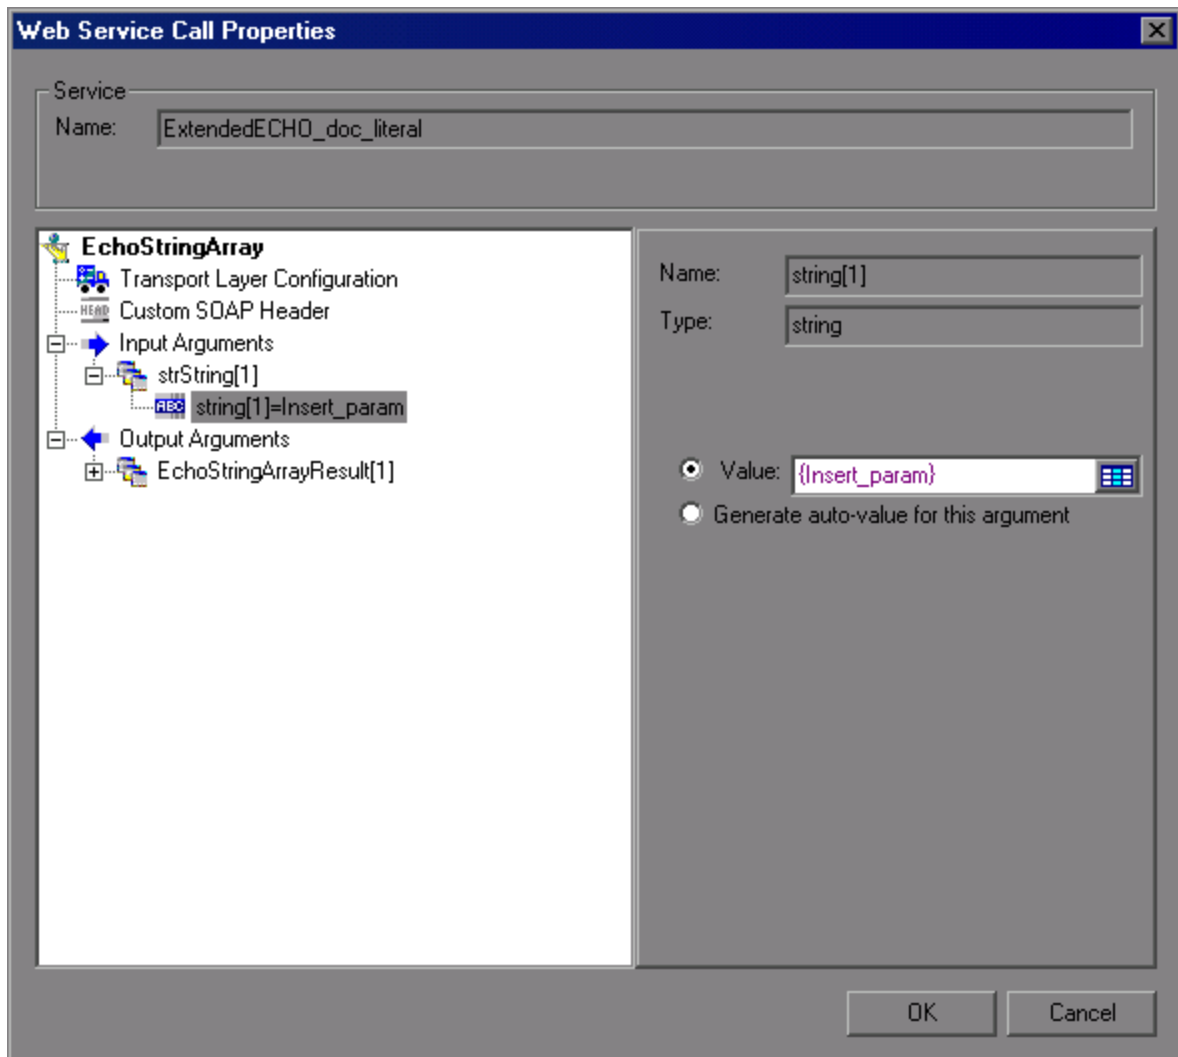 Web Service Call Properties
Service
Name: ExtendedECHO_doc_literal
EchoStringArray
Transport Layer Configuration
HEAD Custom SOAP Header
Input Arguments
strString[1]
ABC string[1]=Insert_param
Output Arguments
EchoStringArrayResult[1]
Name: string[1]
Type: string
Value: {Insert_param}
Generate auto-value for this argument
OK Cancel